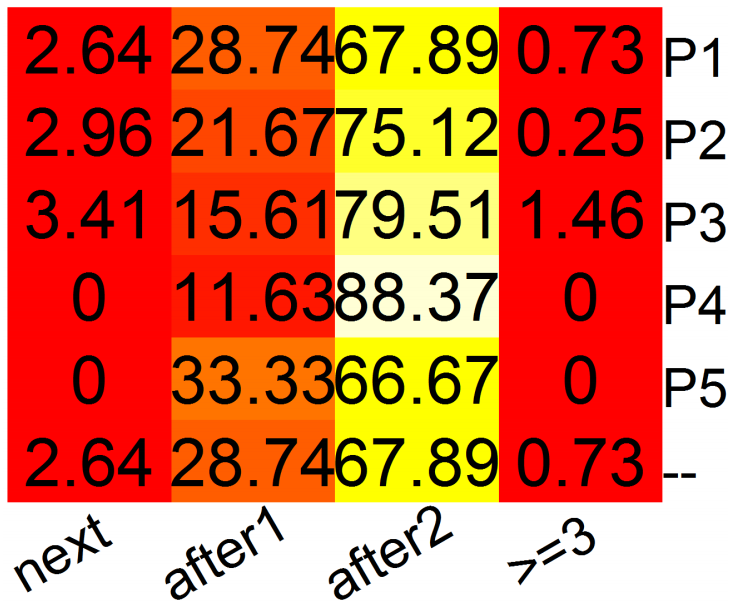 2.64 28.74 67.89 0.73 P1
2.96 21.67 75.12 0.25 P2
3.41 15.61 79.51 1.46 P3
0 11.63 88.37 0 P4
0 33.33 66.67 0 P5
2.64 28.74 67.89 0.73 --
next after1 after2 >=3